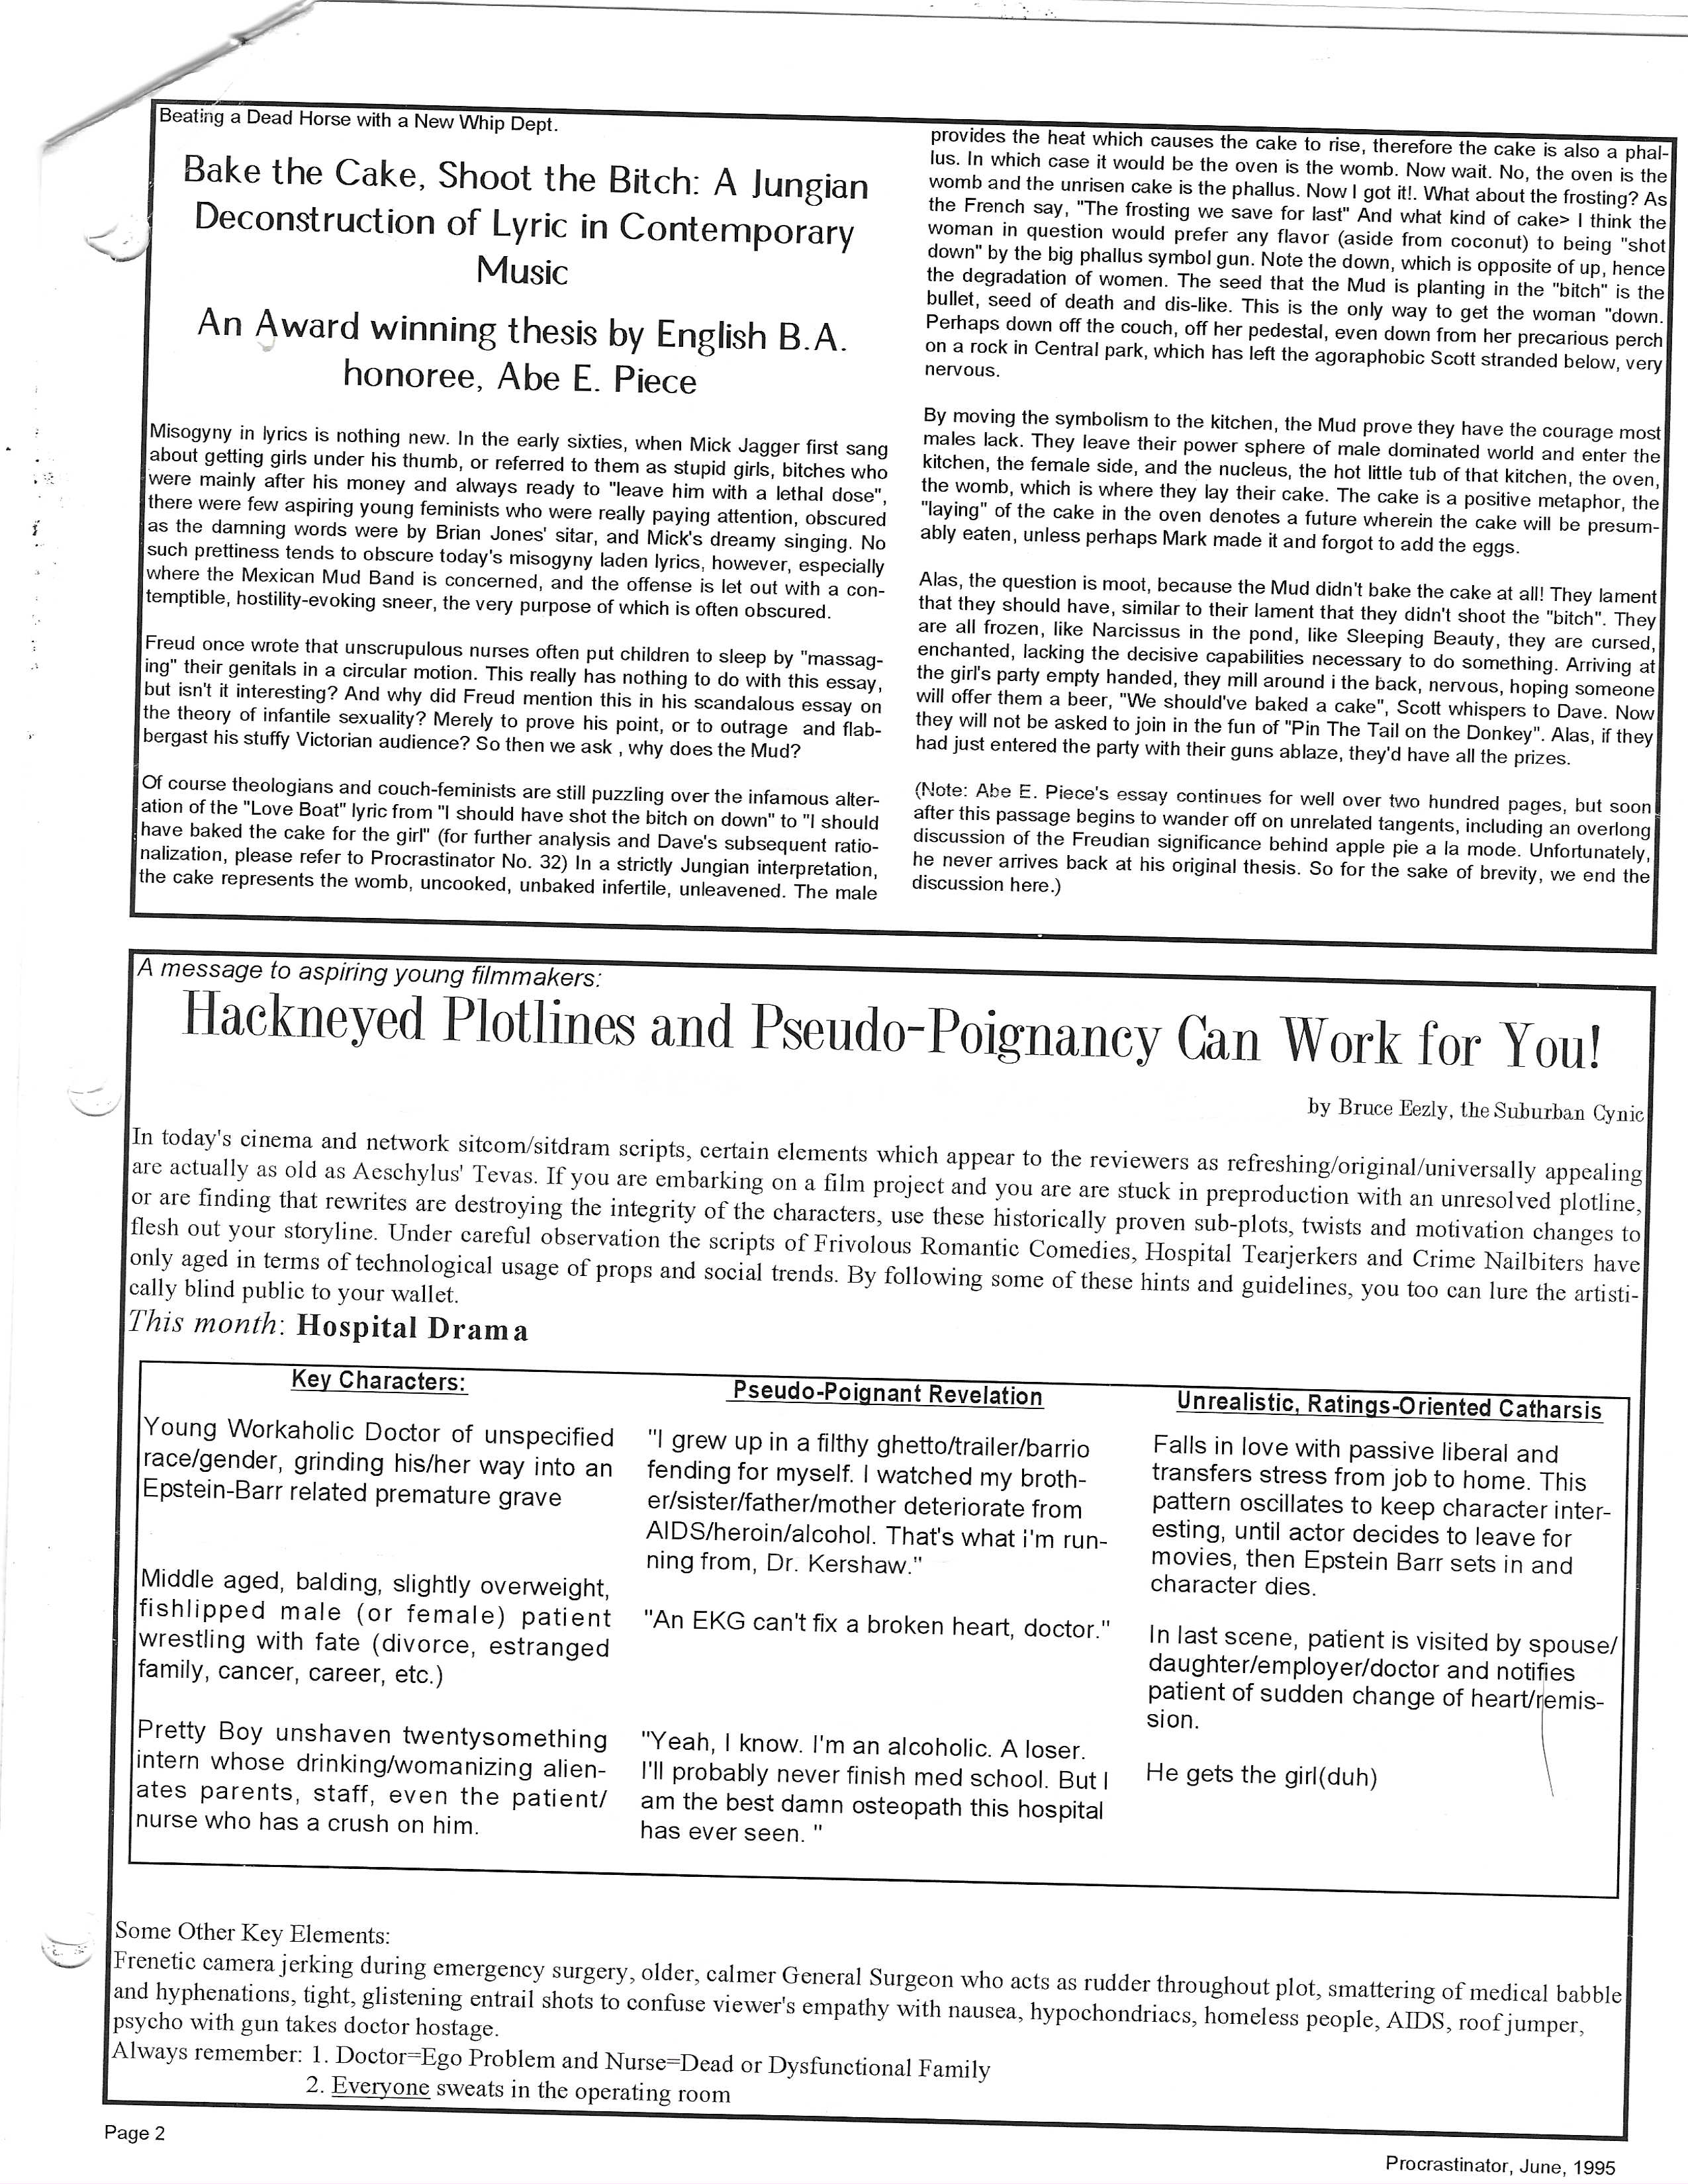 Beating a Dead Horse with a New Whip Dept.
Bake the Cake, Shoot the Bitch: A Jungian
Deconstruction of Lyric in Contemporary
Music
An Award winning thesis by English B.A.
honoree, Abe E. Piece
Misogyny in lyrics is nothing new. In the early sixties, when Mick Jagger first sang
about getting girls under his thumb, or referred to them as stupid girls, bitches who
were mainly after his money and always ready to "leave him with a lethal dose",
there were few aspiring young feminists who were really paying attention, obscured
as the damning words were by Brian Jones' sitar, and Mick's dreamy singing. No
such prettiness tends to obscure today's misogyny laden lyrics, however, especially
where the Mexican Mud Band is concerned, and the offense is let out with a con-
temptible, hostility-evoking sneer, the very purpose of which is often obscured.
Freud once wrote that unscrupulous nurses often put children to sleep by "massag-
ing" their genitals in a circular motion. This really has nothing to do with this essay,
but isn't it interesting? And why did Freud mention this in his scandalous essay on
the theory of infantile sexuality? Merely to prove his point, or to outrage and flab-
bergast his stuffy Victorian audience? So then we ask , why does the Mud?
Of course theologians and couch-feminists are still puzzling over the infamous alter-
ation of the "Love Boat" lyric from "I should have shot the bitch on down" to "I should
have baked the cake for the girl" (for further analysis and Dave's subsequent ratio-
nalization, please refer to Procrastinator No. 32) In a strictly Jungian interpretation,
the cake represents the womb, uncooked, unbaked infertile, unleavened. The male
provides the heat which causes the cake to rise, therefore the cake is also a phal-
lus. In which case it would be the oven is the womb. Now wait. No, the oven is the
womb and the unrisen cake is the phallus. Now I got it!. What about the frosting? As
the French say, "The frosting we save for last" And what kind of cake> I think the
woman in question would prefer any flavor (aside from coconut) to being "shot
down" by the big phallus symbol gun. Note the down, which is opposite of up, hence
the degradation of women. The seed that the Mud is planting in the "bitch" is the
bullet, seed of death and dis-like. This is the only way to get the woman "down.
Perhaps down off the couch, off her pedestal, even down from her precarious perch
on a rock in Central park, which has left the agoraphobic Scott stranded below, very
nervous.
By moving the symbolism to the kitchen, the Mud prove they have the courage most
males lack. They leave their power sphere of male dominated world and enter the
kitchen, the female side, and the nucleus, the hot little tub of that kitchen, the oven,
the womb, which is where they lay their cake. The cake is a positive metaphor, the
"laying" of the cake in the oven denotes a future wherein the cake will be presum-
ably eaten, unless perhaps Mark made it and forgot to add the eggs.
Alas, the question is moot, because the Mud didn't bake the cake at all! They lament
that they should have, similar to their lament that they didn't shoot the "bitch". They
are all frozen, like Narcissus in the pond, like Sleeping Beauty, they are cursed,
enchanted, lacking the decisive capabilities necessary to do something. Arriving at
the girl's party empty handed, they mill around i the back, nervous, hoping someone
will offer them a beer, "We should've baked a cake", Scott whispers to Dave. Now
they will not be asked to join in the fun of "Pin The Tail on the Donkey". Alas, if they
had just entered the party with their guns ablaze, they'd have all the prizes.
(Note: Abe E. Piece's essay continues for well over two hundred pages, but soon
after this passage begins to wander off on unrelated tangents, including an overlong
discussion of the Freudian significance behind apple pie a la mode. Unfortunately,
he never arrives back at his original thesis. So for the sake of brevity, we end the
discussion here.)
A message to aspiring young filmmakers:
Hackneyed Plotlines and Pseudo-Poignancy Can Work for You!
by Bruce Eezly, the Suburban Cynic
In today's cinema and network sitcom/sitdram scripts, certain elements which appear to the reviewers as refreshing/original/universally appealing
are actually as old as Aeschylus' Tevas. If you are embarking on a film project and you are are stuck in preproduction with an unresolved plotline,
or are finding that rewrites are destroying the integrity of the characters, use these historically proven sub-plots, twists and motivation changes to
flesh out your storyline. Under careful observation the scripts of Frivolous Romantic Comedies, Hospital Tearjerkers and Crime Nailbiters have
only aged in terms of technological usage of props and social trends. By following some of these hints and guidelines, you too can lure the artisti-
cally blind public to your wallet.
This month: Hospital Drama
Key Characters:
Young Workaholic Doctor of unspecified
race/gender, grinding his/her way into an
Epstein-Barr related premature grave
Middle aged, balding, slightly overweight,
fishlipped male (or female) patient
wrestling with fate (divorce, estranged
family, cancer, career, etc.)
Pretty Boy unshaven twentysomething
intern whose drinking/womanizing alien-
ates parents, staff, even the patient/
nurse who has a crush on him.
Pseudo-Poignant Revelation
"I grew up in a filthy ghetto/trailer/barrio
fending for myself. I watched my broth-
er/sister/father/mother deteriorate from
AIDS/heroin/alcohol. That's what i'm run-
ning from, Dr. Kershaw."
"An EKG can't fix a broken heart, doctor."
"Yeah, I know. I'm an alcoholic. A loser.
I'll probably never finish med school. But I
am the best damn osteopath this hospital
has ever seen. "
Unrealistic, Ratings-Oriented Catharsis
Falls in love with passive liberal and
transfers stress from job to home. This
pattern oscillates to keep character inter-
esting, until actor decides to leave for
movies, then Epstein Barr sets in and
character dies.
In last scene, patient is visited by spouse/
daughter/employer/doctor and notifies
patient of sudden change of heart/remis-
sion.
He gets the girl(duh)
Some Other Key Elements:
Frenetic camera jerking during emergency surgery, older, calmer General Surgeon who acts as rudder throughout plot, smattering of medical babble
and hyphenations, tight, glistening entrail shots to confuse viewer's empathy with nausea, hypochondriacs, homeless people, AIDS, roof jumper,
psycho with gun takes doctor hostage.
Always remember: 1. Doctor=Ego Problem and Nurse=Dead or Dysfunctional Family
2. Everyone sweats in the operating room
Page 2
Procrastinator, June, 1995